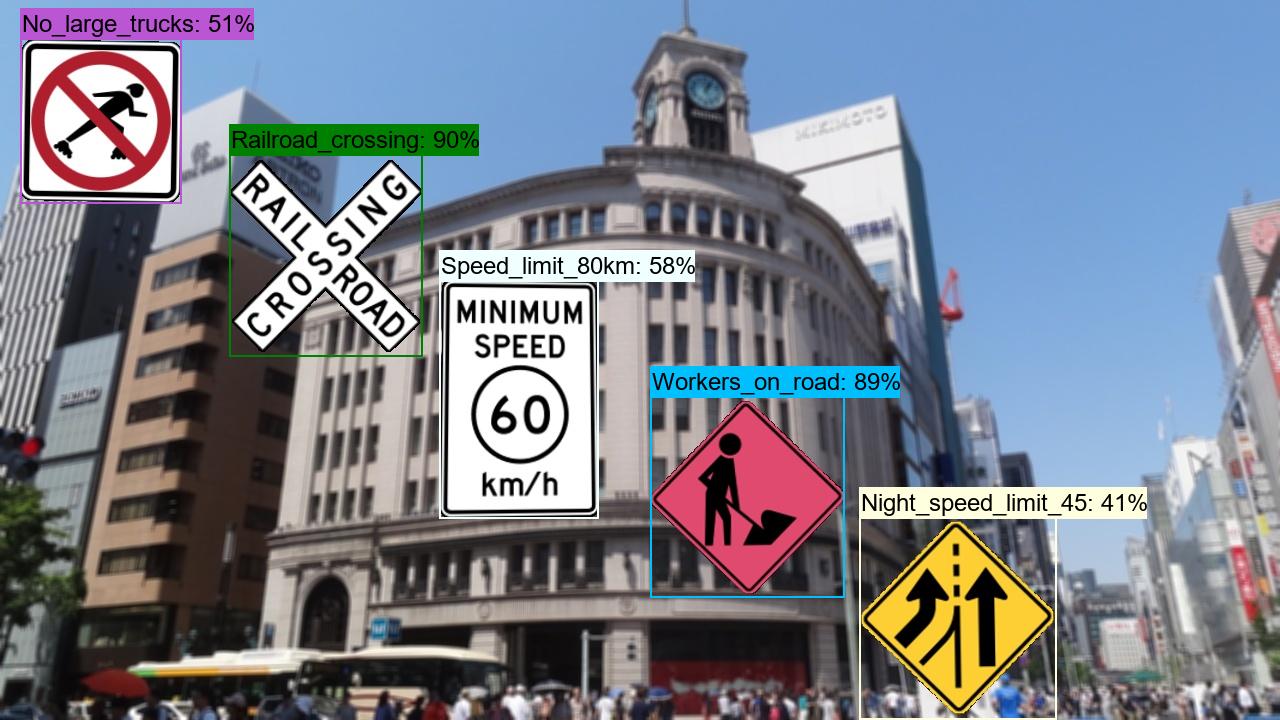 No_large_trucks: 51%
Railroad_crossing: 90%
RAIL ROAD
CROSSING
MIKIMOTO
Speed_limit_80km: 58%
MINIMUM
SPEED
60
km/h
Workers_on_road: 89%
Night_speed_limit_45: 41%